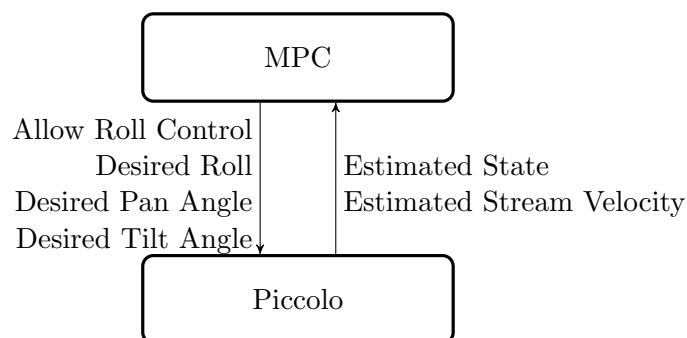 MPC
Allow Roll Control
Desired Roll
Desired Pan Angle
Desired Tilt Angle
Estimated State
Estimated Stream Velocity
Piccolo